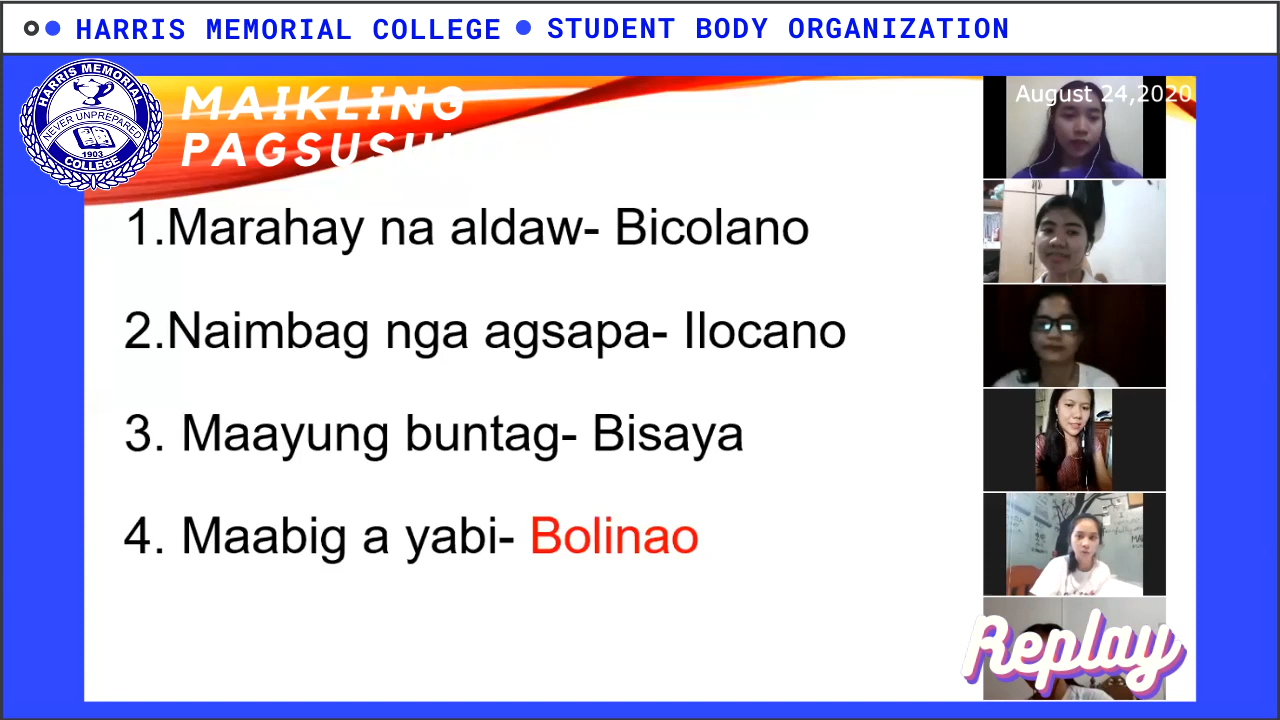 HARRIS MEMORIAL COLLEGE STUDENT BODY ORGANIZATION
HARRIS MEMORIAL
NEVER UNPREPARED
1903
COLLEGE
MAIKLING
August 24,2020
1.Marahay na aldaw- Bicolano
2.Naimbag nga agsapa- Ilocano
3. Maayung buntag- Bisaya
4. Maabig a yabi- Bolinao
Replay